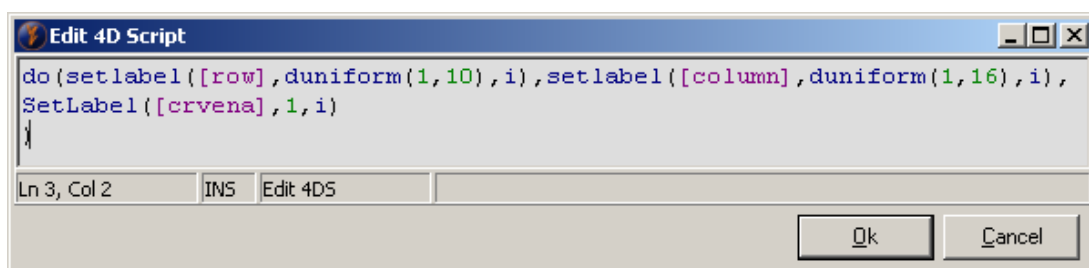 Edit 4D Script
do(setlabel([row],duniform(1,10),i),setlabel([column],duniform(1,16),i),
SetLabel([crvena],1,i)
)
Ln 3, Col 2 INS Edit 4DS
Ok Cancel